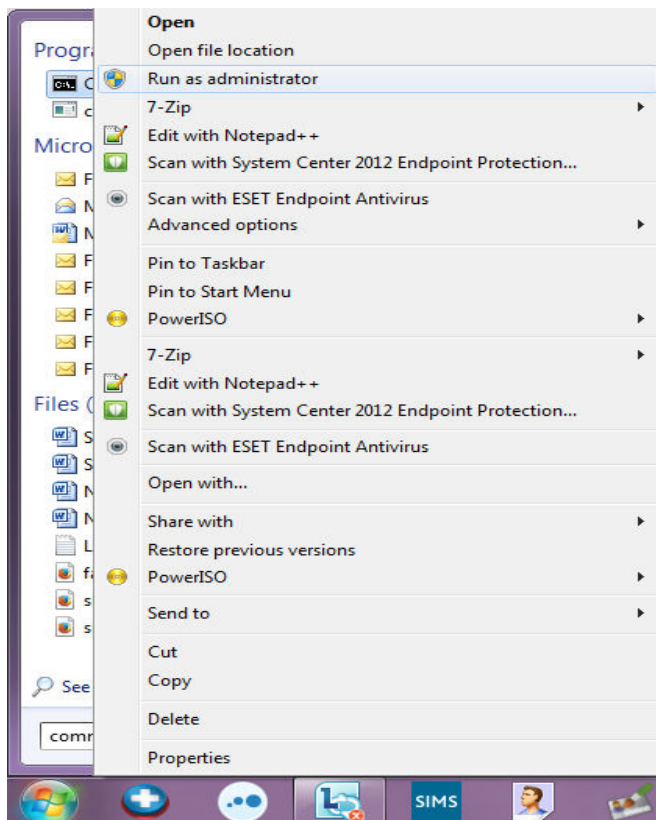 Open
Open file location
Run as administrator
7-Zip
Edit with Notepad++
Scan with System Center 2012 Endpoint Protection...
Scan with ESET Endpoint Antivirus
Advanced options
Pin to Taskbar
Pin to Start Menu
PowerISO
7-Zip
Edit with Notepad++
Scan with System Center 2012 Endpoint Protection...
Scan with ESET Endpoint Antivirus
Open with...
Share with
Restore previous versions
PowerISO
Send to
Cut
Copy
Delete
Properties
Progr
C:\_ C
c
Micro
F
N
N
F
F
F
F
F
Files (
S
S
N
N
L
fa
s
s
See
comr
SIMS